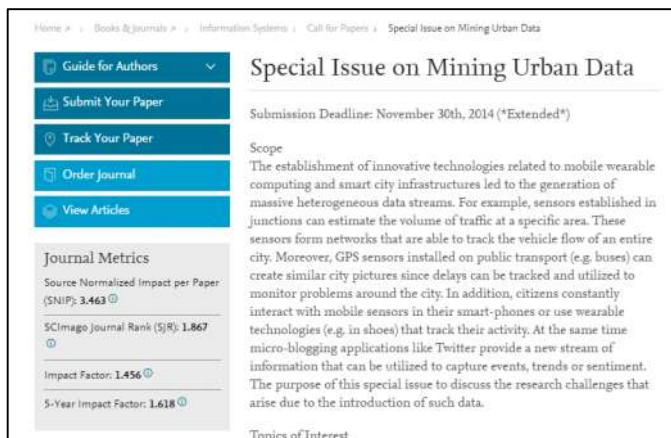 Home > Books & Journals > Information Systems > Call for Papers > Special Issue on Mining Urban Data
Guide for Authors
Submit Your Paper
Track Your Paper
Order Journal
View Articles
Journal Metrics
Source Normalized Impact per Paper
(SNIP): 3.463
SCImago Journal Rank (SJR): 1.867
Impact Factor: 1.456
5-Year Impact Factor: 1.618
Special Issue on Mining Urban Data
Submission Deadline: November 30th, 2014 (*Extended*)
Scope
The establishment of innovative technologies related to mobile wearable
computing and smart city infrastructures led to the generation of
massive heterogeneous data streams. For example, sensors established in
junctions can estimate the volume of traffic at a specific area. These
sensors form networks that are able to track the vehicle flow of an entire
city. Moreover, GPS sensors installed on public transport (e.g. buses) can
create similar city pictures since delays can be tracked and utilized to
monitor problems around the city. In addition, citizens constantly
interact with mobile sensors in their smart-phones or use wearable
technologies (e.g. in shoes) that track their activity. At the same time
micro-blogging applications like Twitter provide a new stream of
information that can be utilized to capture events, trends or sentiment.
The purpose of this special issue to discuss the research challenges that
arise due to the introduction of such data.
Topics of Interest